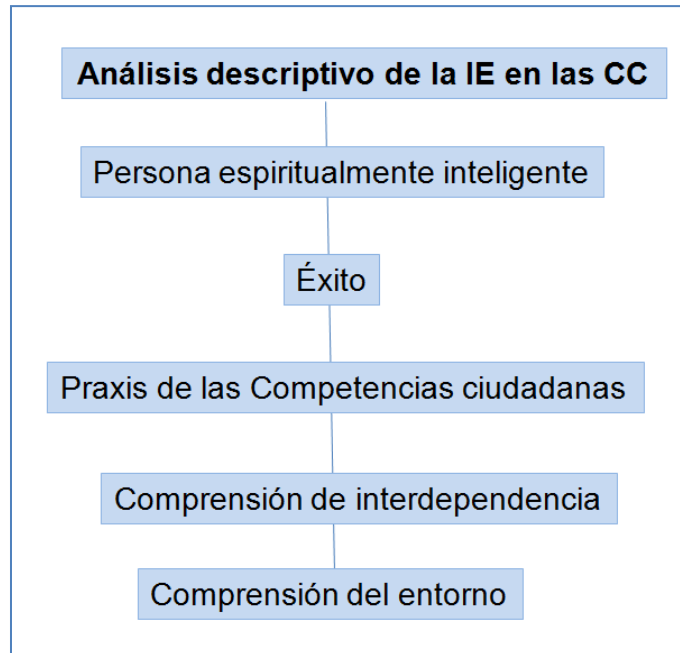 Análisis descriptivo de la IE en las CC
Persona espiritualmente inteligente
Éxito
Praxis de las Competencias ciudadanas
Comprensión de interdependencia
Comprensión del entorno